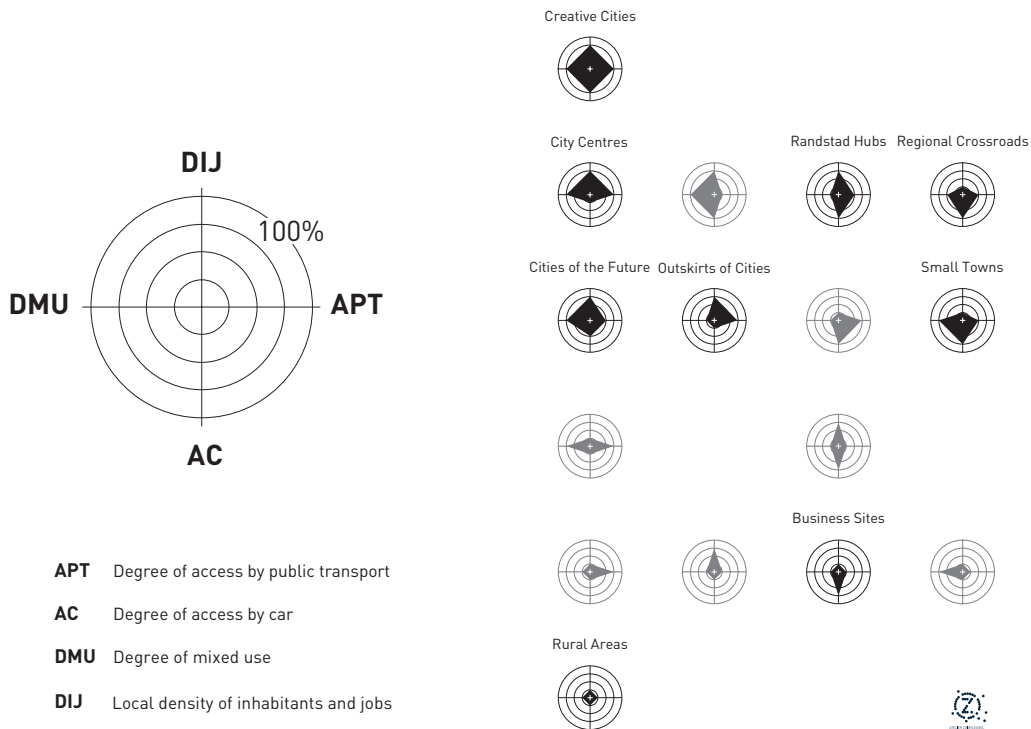 Creative Cities
City Centres
Randstad Hubs
Regional Crossroads
DIJ
100%
DMU
APT
AC
Cities of the Future
Outskirts of Cities
Small Towns
Business Sites
APT Degree of access by public transport
AC Degree of access by car
DMU Degree of mixed use
DIJ Local density of inhabitants and jobs
Rural Areas
Z